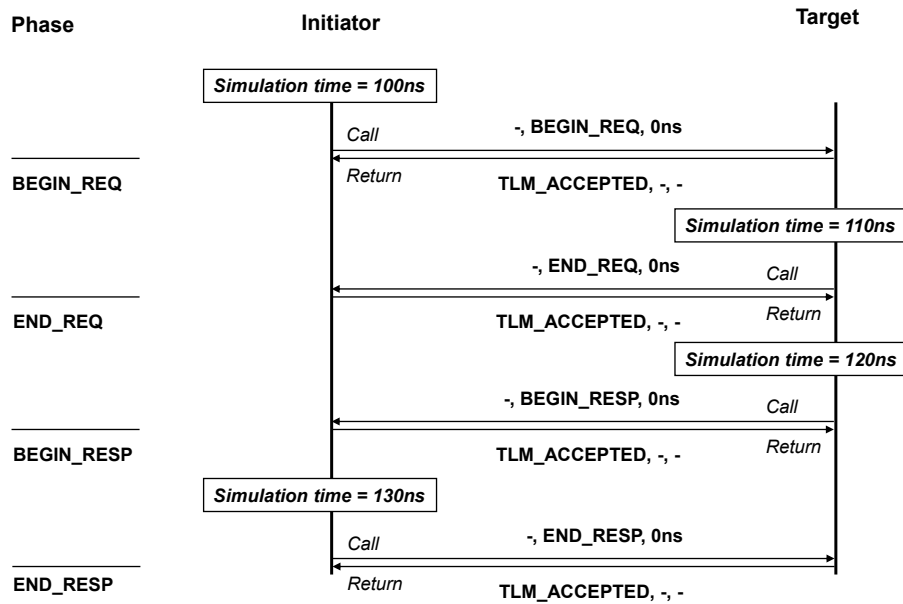 Phase Initiator Target
Simulation time = 100ns
Call -, BEGIN_REQ, 0ns
BEGIN_REQ Return TLM_ACCEPTED, -, -
Simulation time = 110ns
-, END_REQ, 0ns Call
END_REQ TLM_ACCEPTED, -, - Return
Simulation time = 120ns
-, BEGIN_RESP, 0ns Call
BEGIN_RESP TLM_ACCEPTED, -, - Return
Simulation time = 130ns
Call -, END_RESP, 0ns
END_RESP Return TLM_ACCEPTED, -, -